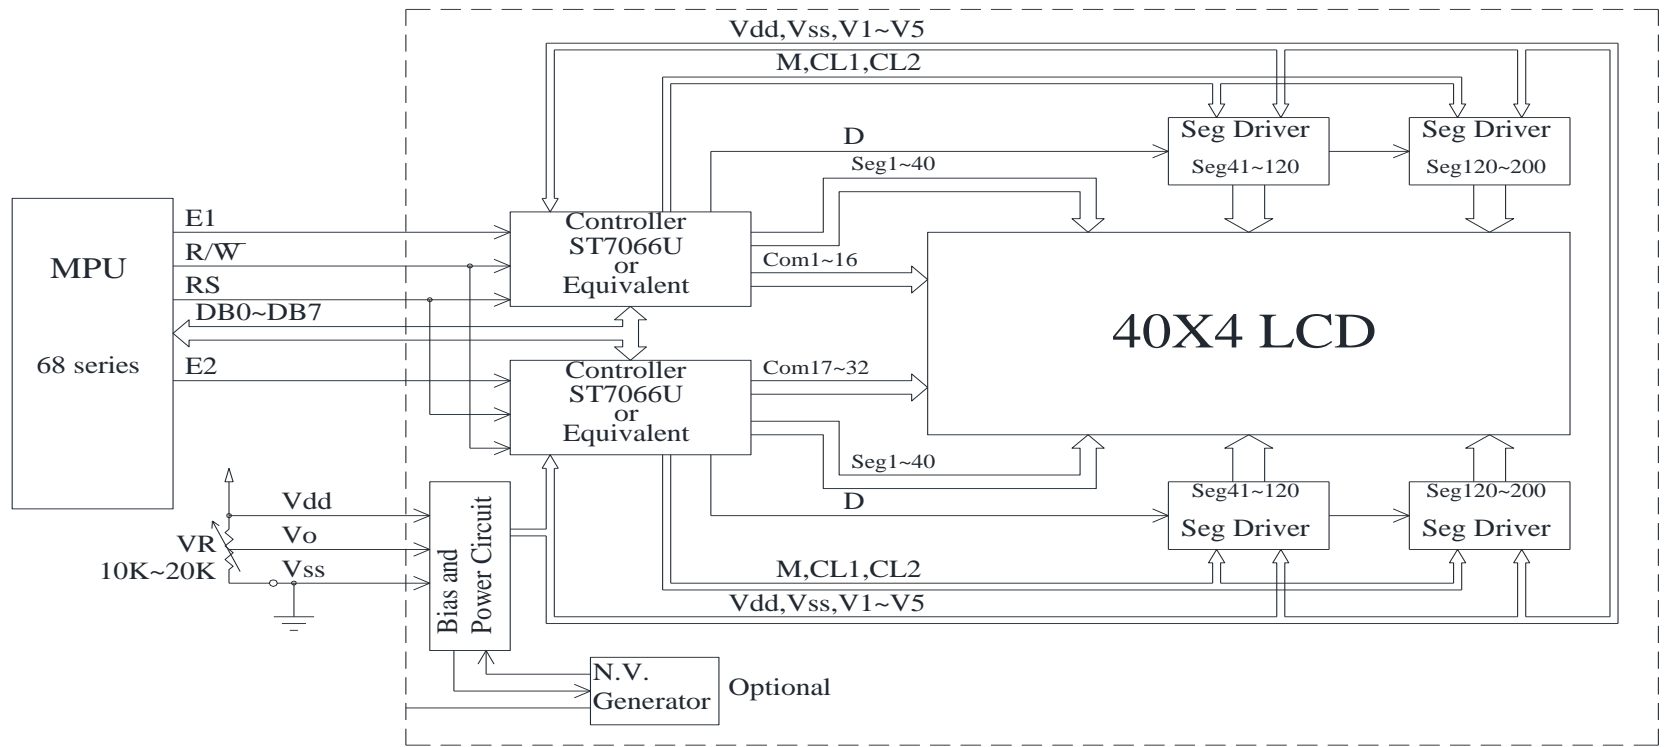 Vdd,Vss,V1~V5
M,CL1,CL2
D
Seg1~40
Seg Driver
Seg41~120
Seg Driver
Seg120~200
MPU
68 series
E1
R/W̅
RS
DB0~DB7
E2
Controller
ST7066U
or
Equivalent
Com1~16
40X4 LCD
Controller
ST7066U
or
Equivalent
Com17~32
Seg1~40
D
Seg41~120
Seg Driver
Seg120~200
Seg Driver
M,CL1,CL2
Vdd,Vss,V1~V5
Vdd
Vo
Vss
VR
10K~20K
Bias and
Power Circuit
N.V.
Generator
Optional